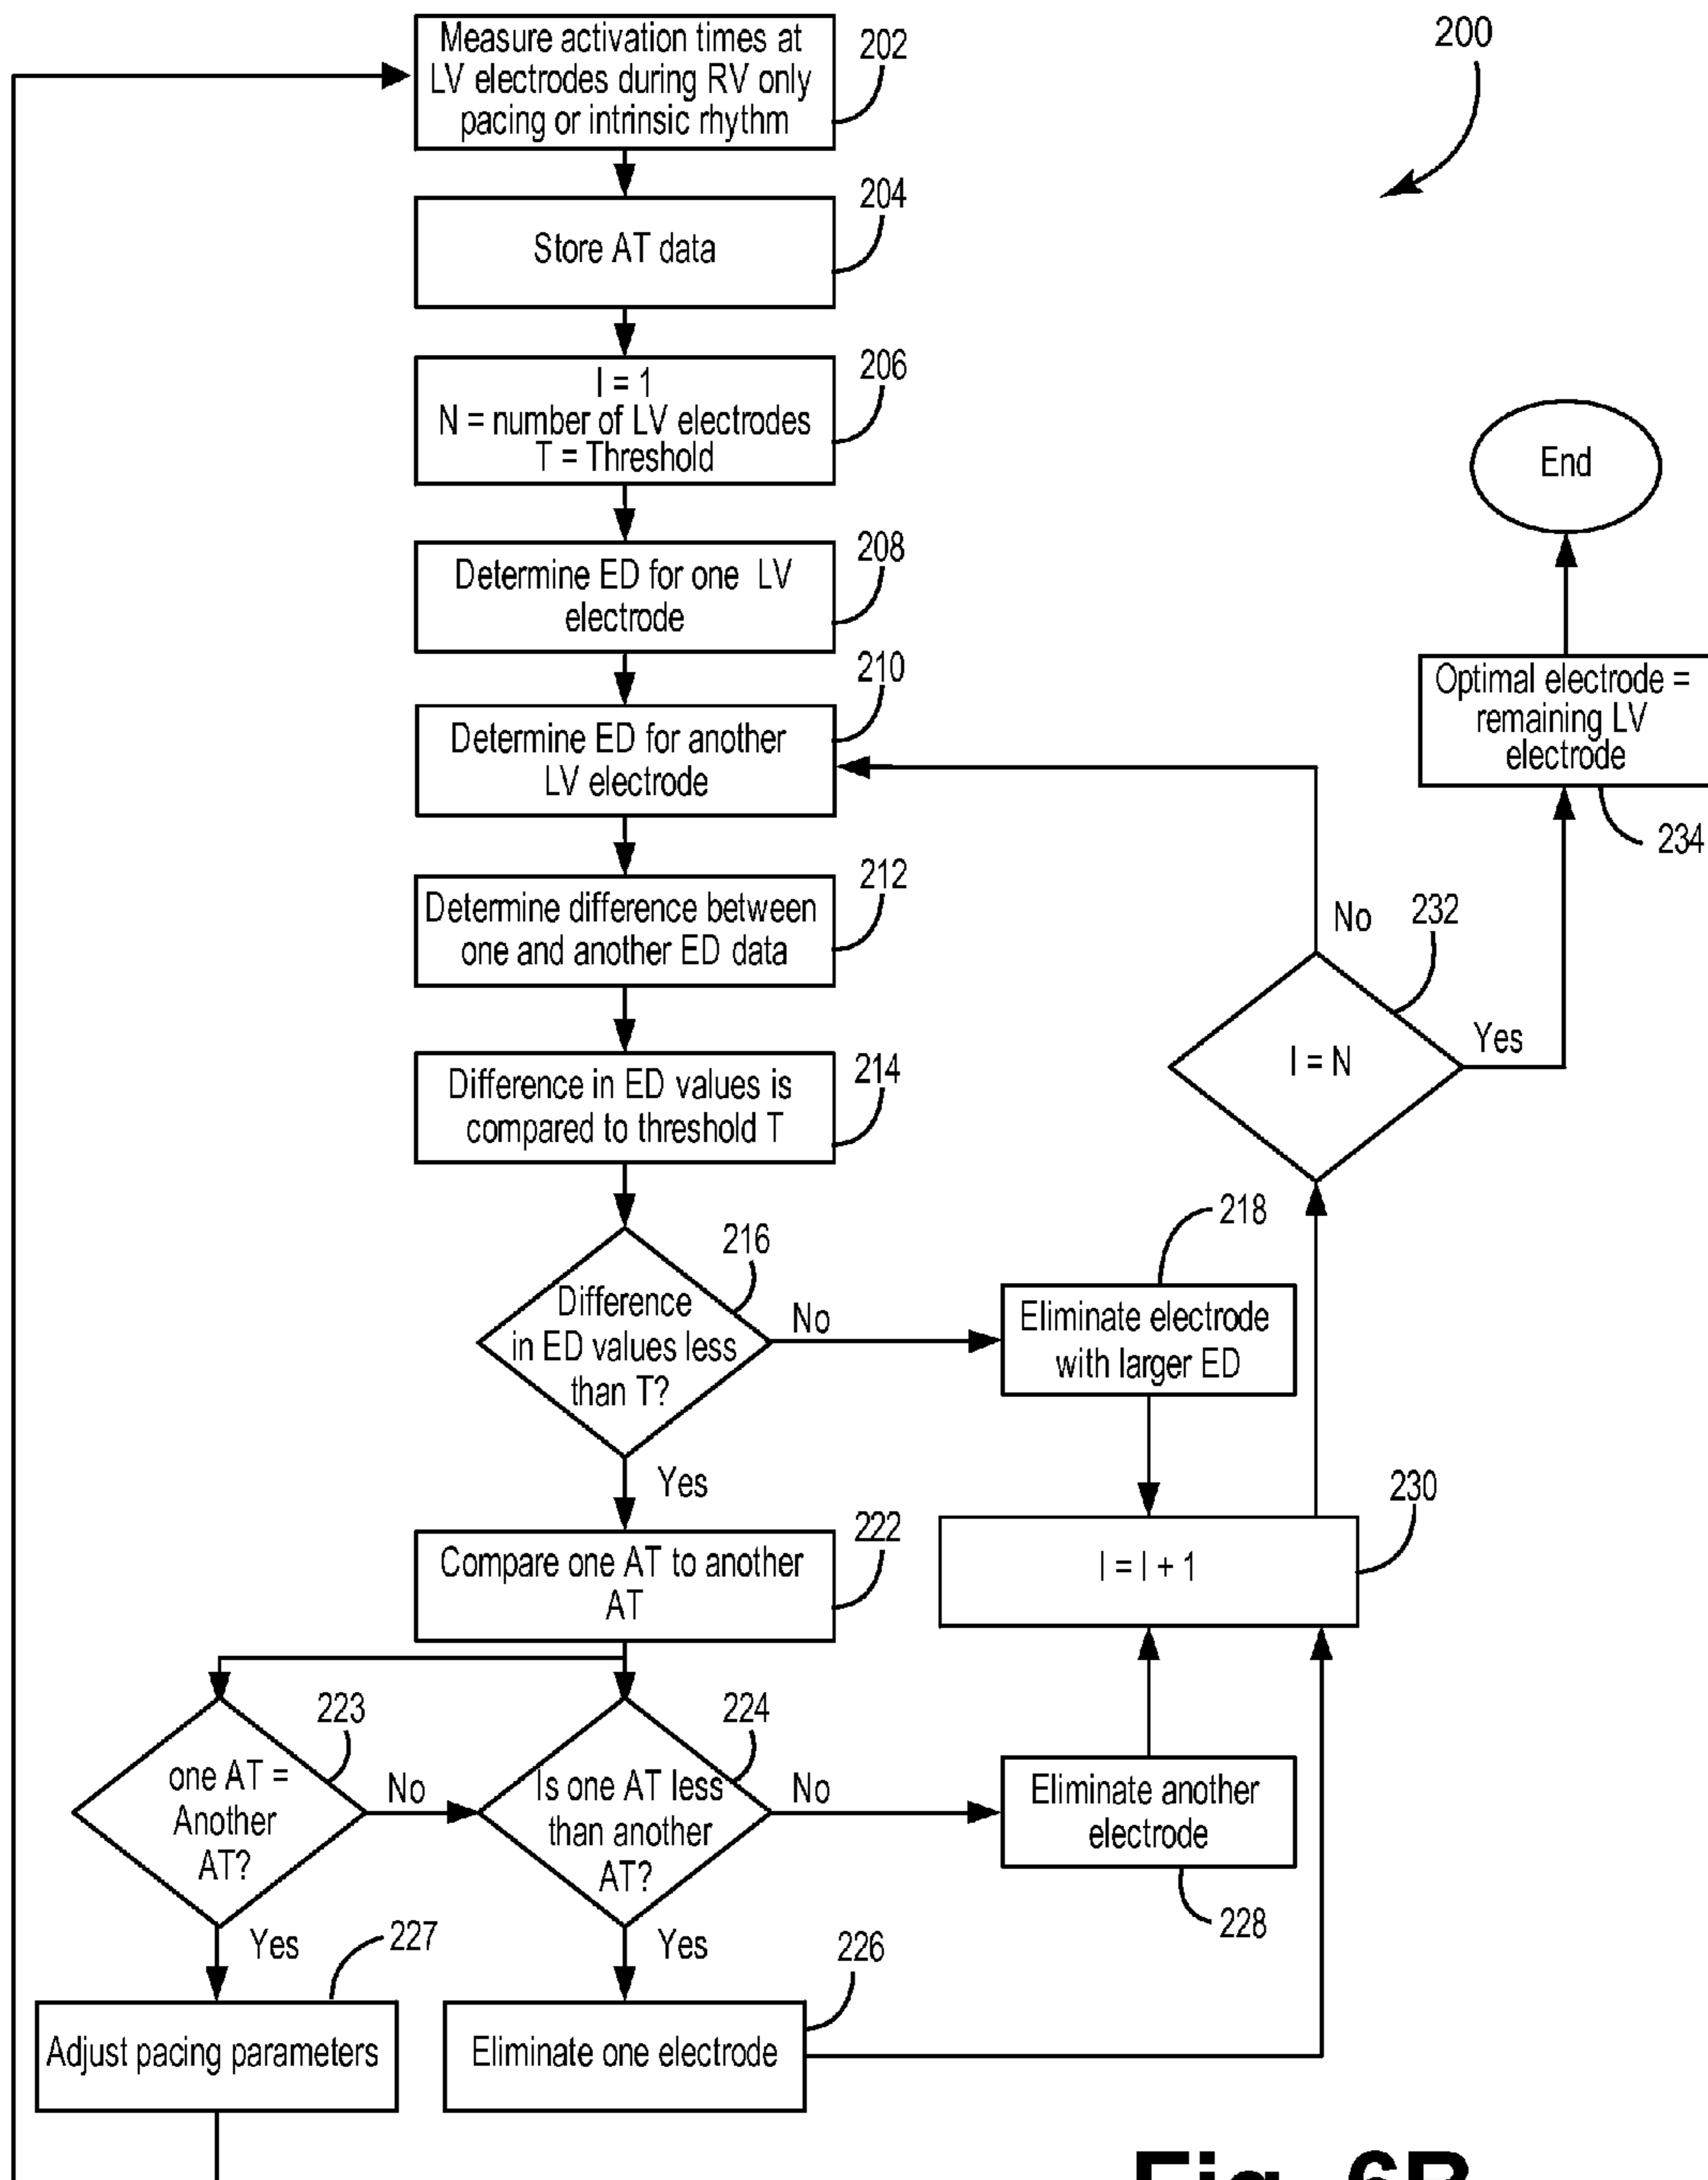 Measure activation times at
LV electrodes during RV only
pacing or intrinsic rhythm
202
200
Store AT data
204
I = 1
N = number of LV electrodes
T = Threshold
206
End
Determine ED for one LV
electrode
208
Determine ED for another
LV electrode
210
Optimal electrode =
remaining LV
electrode
234
Determine difference between
one and another ED data
212
No
232
I = N
Yes
Difference in ED values is
compared to threshold T
214
Difference
in ED values less
than T?
216
No
Yes
218
Eliminate electrode
with larger ED
Compare one AT to another
AT
222
I = I + 1
230
one AT =
Another
AT?
223
No
Yes
Is one AT less
than another
AT?
224
No
Yes
Eliminate another
electrode
228
Adjust pacing parameters
227
Eliminate one electrode
226
Fig. 6B